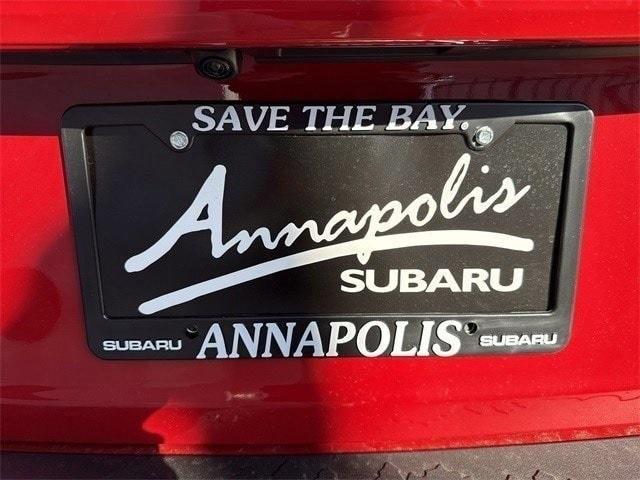 SAVE THE BAY.
Annapolis
SUBARU
SUBARU ANNAPOLIS SUBARU